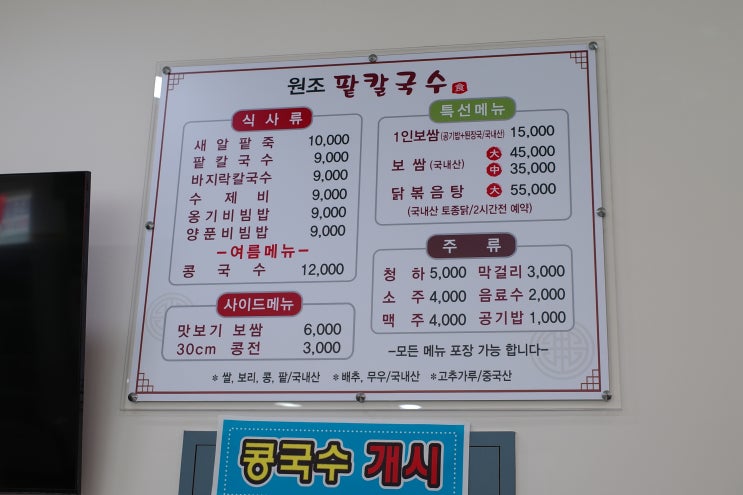 원조 팥칼국수 食
식사류
새알팥죽 10,000
팥칼국수 9,000
바지락칼국수 9,000
수제비 9,000
옹기비빔밥 9,000
양푼비빔밥 9,000
-여름메뉴-
콩국수 12,000
사이드메뉴
맛보기 보쌈 6,000
30cm 콩전 3,000
특선메뉴
1인보쌈(공기밥+된장국/국내산) 15,000
보쌈(국내산) 大 45,000
中 35,000
닭볶음탕 大 55,000
(국내산 토종닭/2시간전 예약)
주류
청하 5,000 막걸리 3,000
소주 4,000 음료수 2,000
맥주 4,000 공기밥 1,000
-모든 메뉴 포장 가능 합니다-
*쌀, 보리, 콩, 팥/국내산 *배추, 무우/국내산 *고추가루/중국산
콩국수 개시